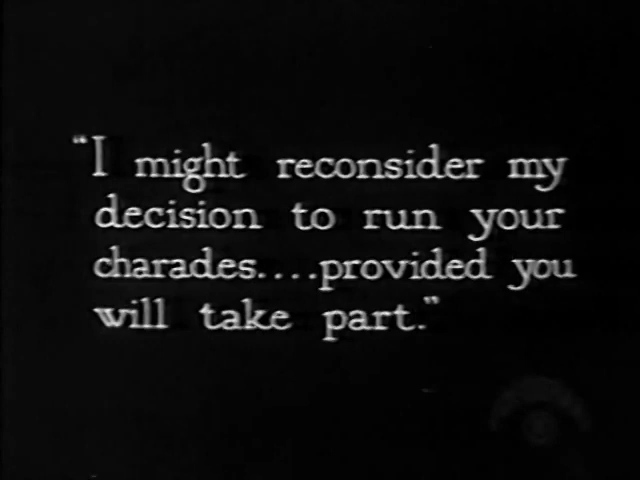 "I might reconsider my
decision to run your
charades....provided you
will take part."